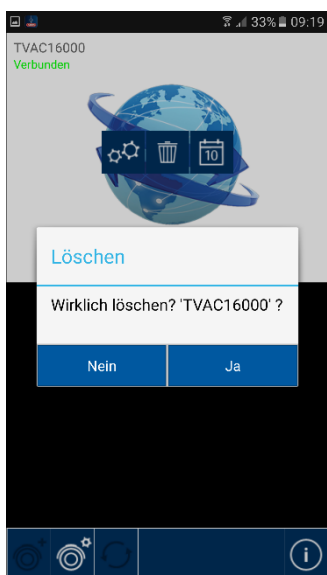 33% 09:19
TVAC16000
Verbunden
10
Löschen
Wirklich löschen? 'TVAC16000' ?
Nein
Ja
i